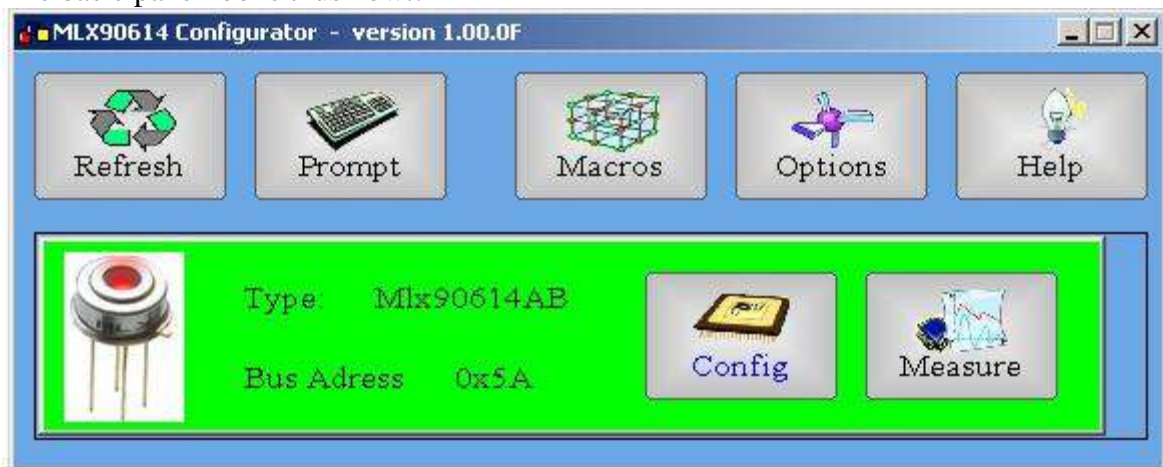 MLX90614 Configurator - version 1.00.0F
Refresh Prompt Macros Options Help
Type: Mlx90614AB
Bus Adress 0x5A
Config Measure